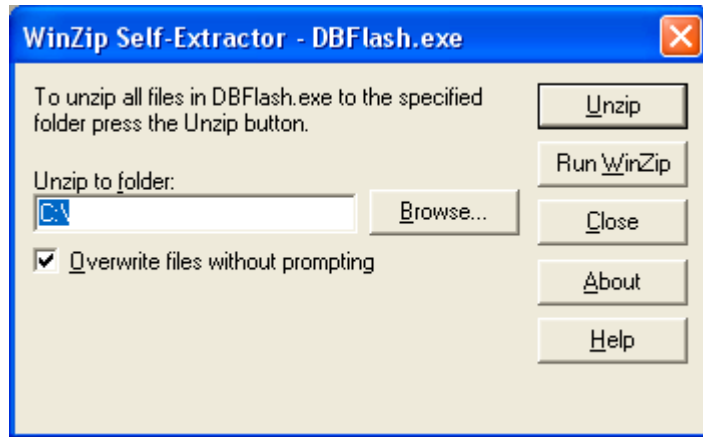 WinZip Self-Extractor - DBFlash.exe
To unzip all files in DBFlash.exe to the specified
folder press the Unzip button.
Unzip to folder:
C:\
Browse...
Overwrite files without prompting
Unzip
Run WinZip
Close
About
Help